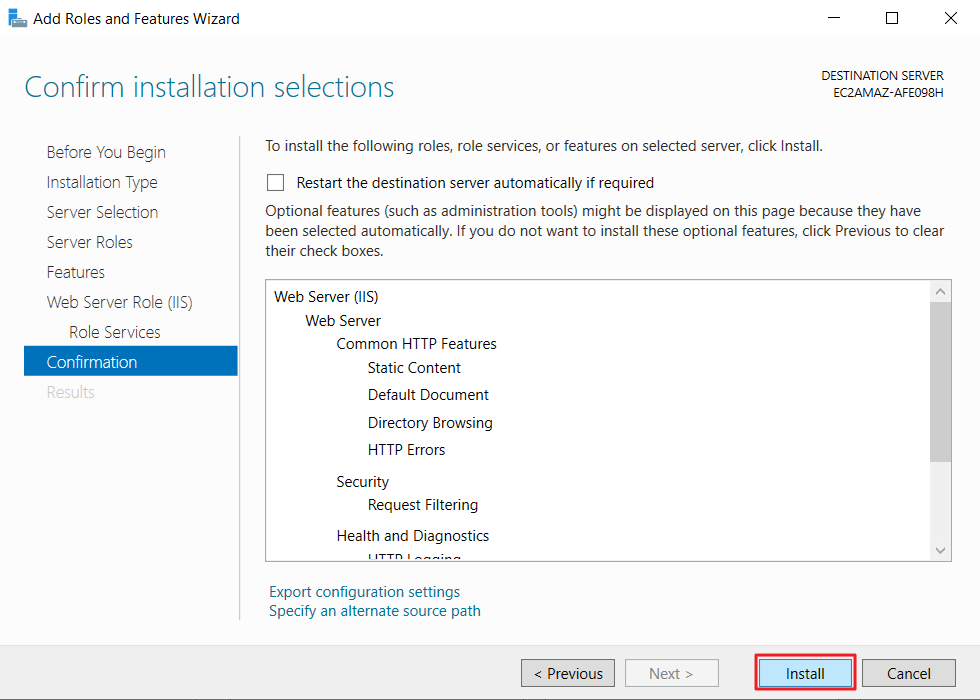 Add Roles and Features Wizard
Confirm installation selections
DESTINATION SERVER
EC2AMAZ-AFE098H
Before You Begin
Installation Type
Server Selection
Server Roles
Features
Web Server Role (IIS)
Role Services
Confirmation
Results
To install the following roles, role services, or features on selected server, click Install.
Restart the destination server automatically if required
Optional features (such as administration tools) might be displayed on this page because they have
been selected automatically. If you do not want to install these optional features, click Previous to clear
their check boxes.
Web Server (IIS)
Web Server
Common HTTP Features
Static Content
Default Document
Directory Browsing
HTTP Errors
Security
Request Filtering
Health and Diagnostics
HTTP Logging
Export configuration settings
Specify an alternate source path
< Previous
Next >
Install
Cancel